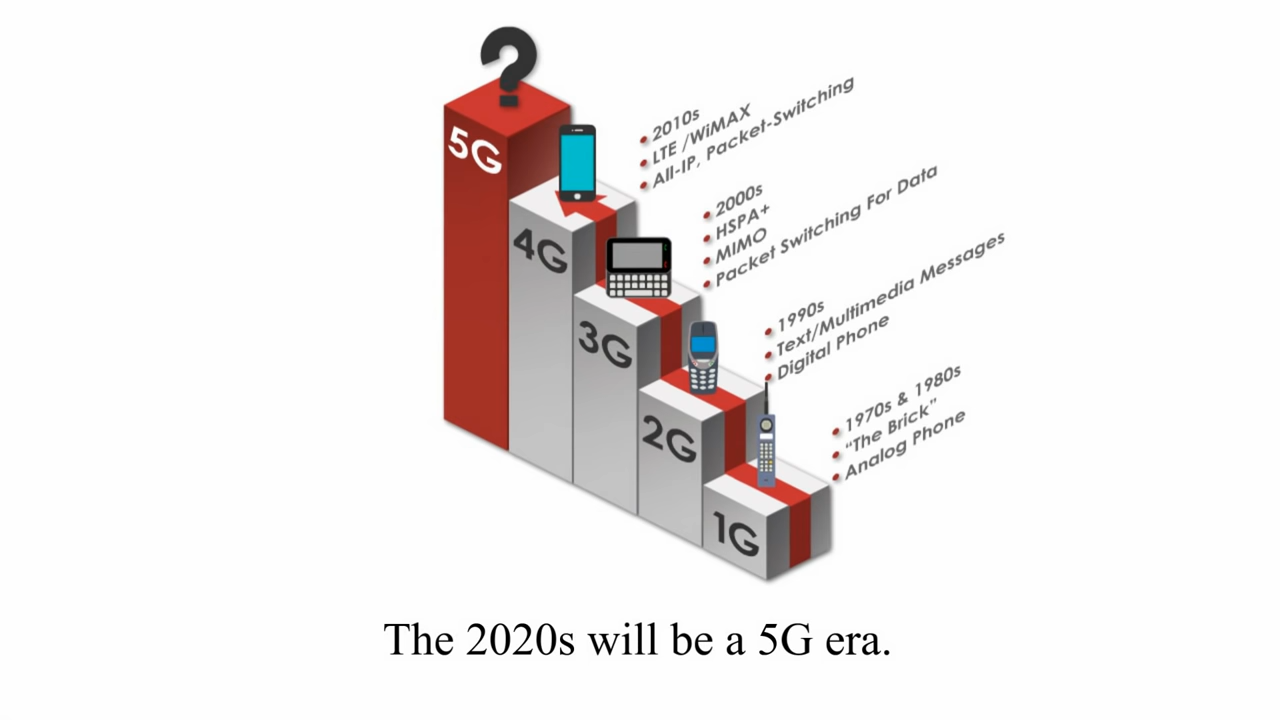 ?
5G
2010s
LTE /WiMAX
All-IP, Packet-Switching
4G
2000s
HSPA+
MIMO
Packet Switching For Data
3G
1990s
Text/Multimedia Messages
Digital Phone
2G
1970s & 1980s
“The Brick”
Analog Phone
1G
The 2020s will be a 5G era.